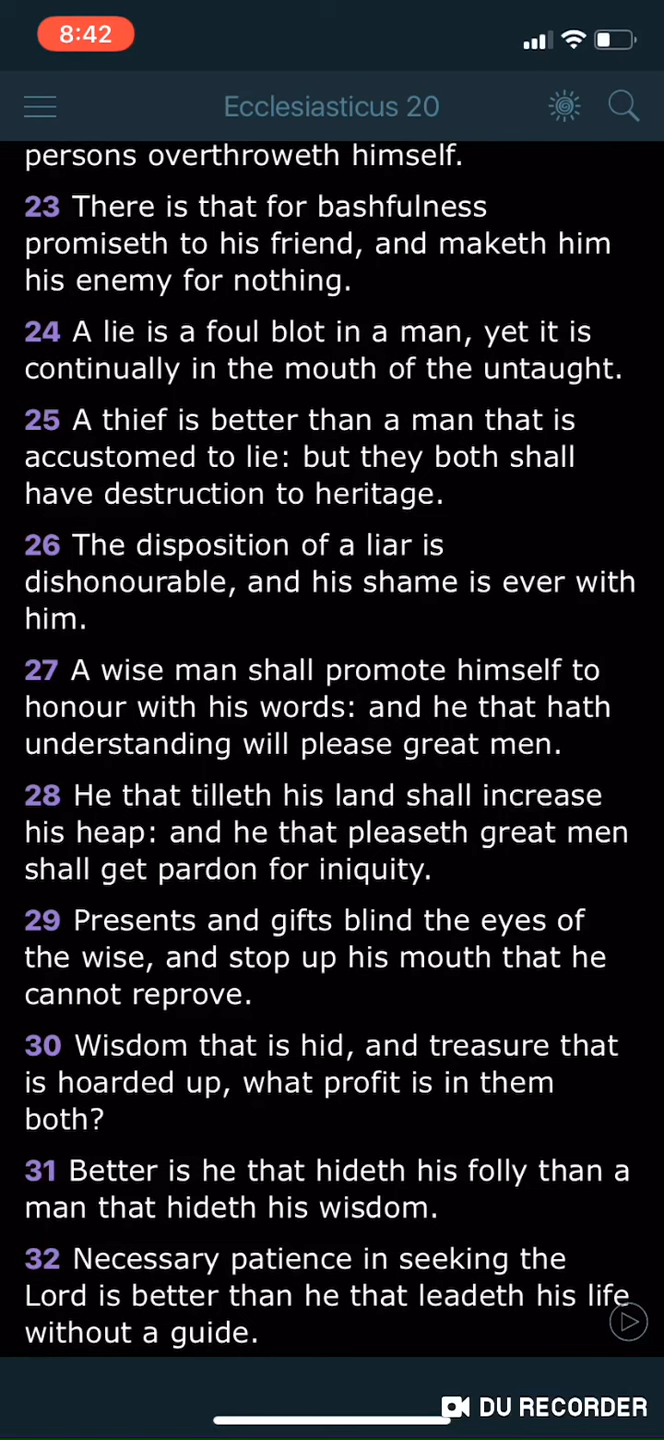 8:42
Ecclesiasticus 20
persons overthroweth himself.
23 There is that for bashfulness
promiseth to his friend, and maketh him
his enemy for nothing.
24 A lie is a foul blot in a man, yet it is
continually in the mouth of the untaught.
25 A thief is better than a man that is
accustomed to lie: but they both shall
have destruction to heritage.
26 The disposition of a liar is
dishonourable, and his shame is ever with
him.
27 A wise man shall promote himself to
honour with his words: and he that hath
understanding will please great men.
28 He that tilleth his land shall increase
his heap: and he that pleaseth great men
shall get pardon for iniquity.
29 Presents and gifts blind the eyes of
the wise, and stop up his mouth that he
cannot reprove.
30 Wisdom that is hid, and treasure that
is hoarded up, what profit is in them
both?
31 Better is he that hideth his folly than a
man that hideth his wisdom.
32 Necessary patience in seeking the
Lord is better than he that leadeth his life
without a guide.
DU RECORDER